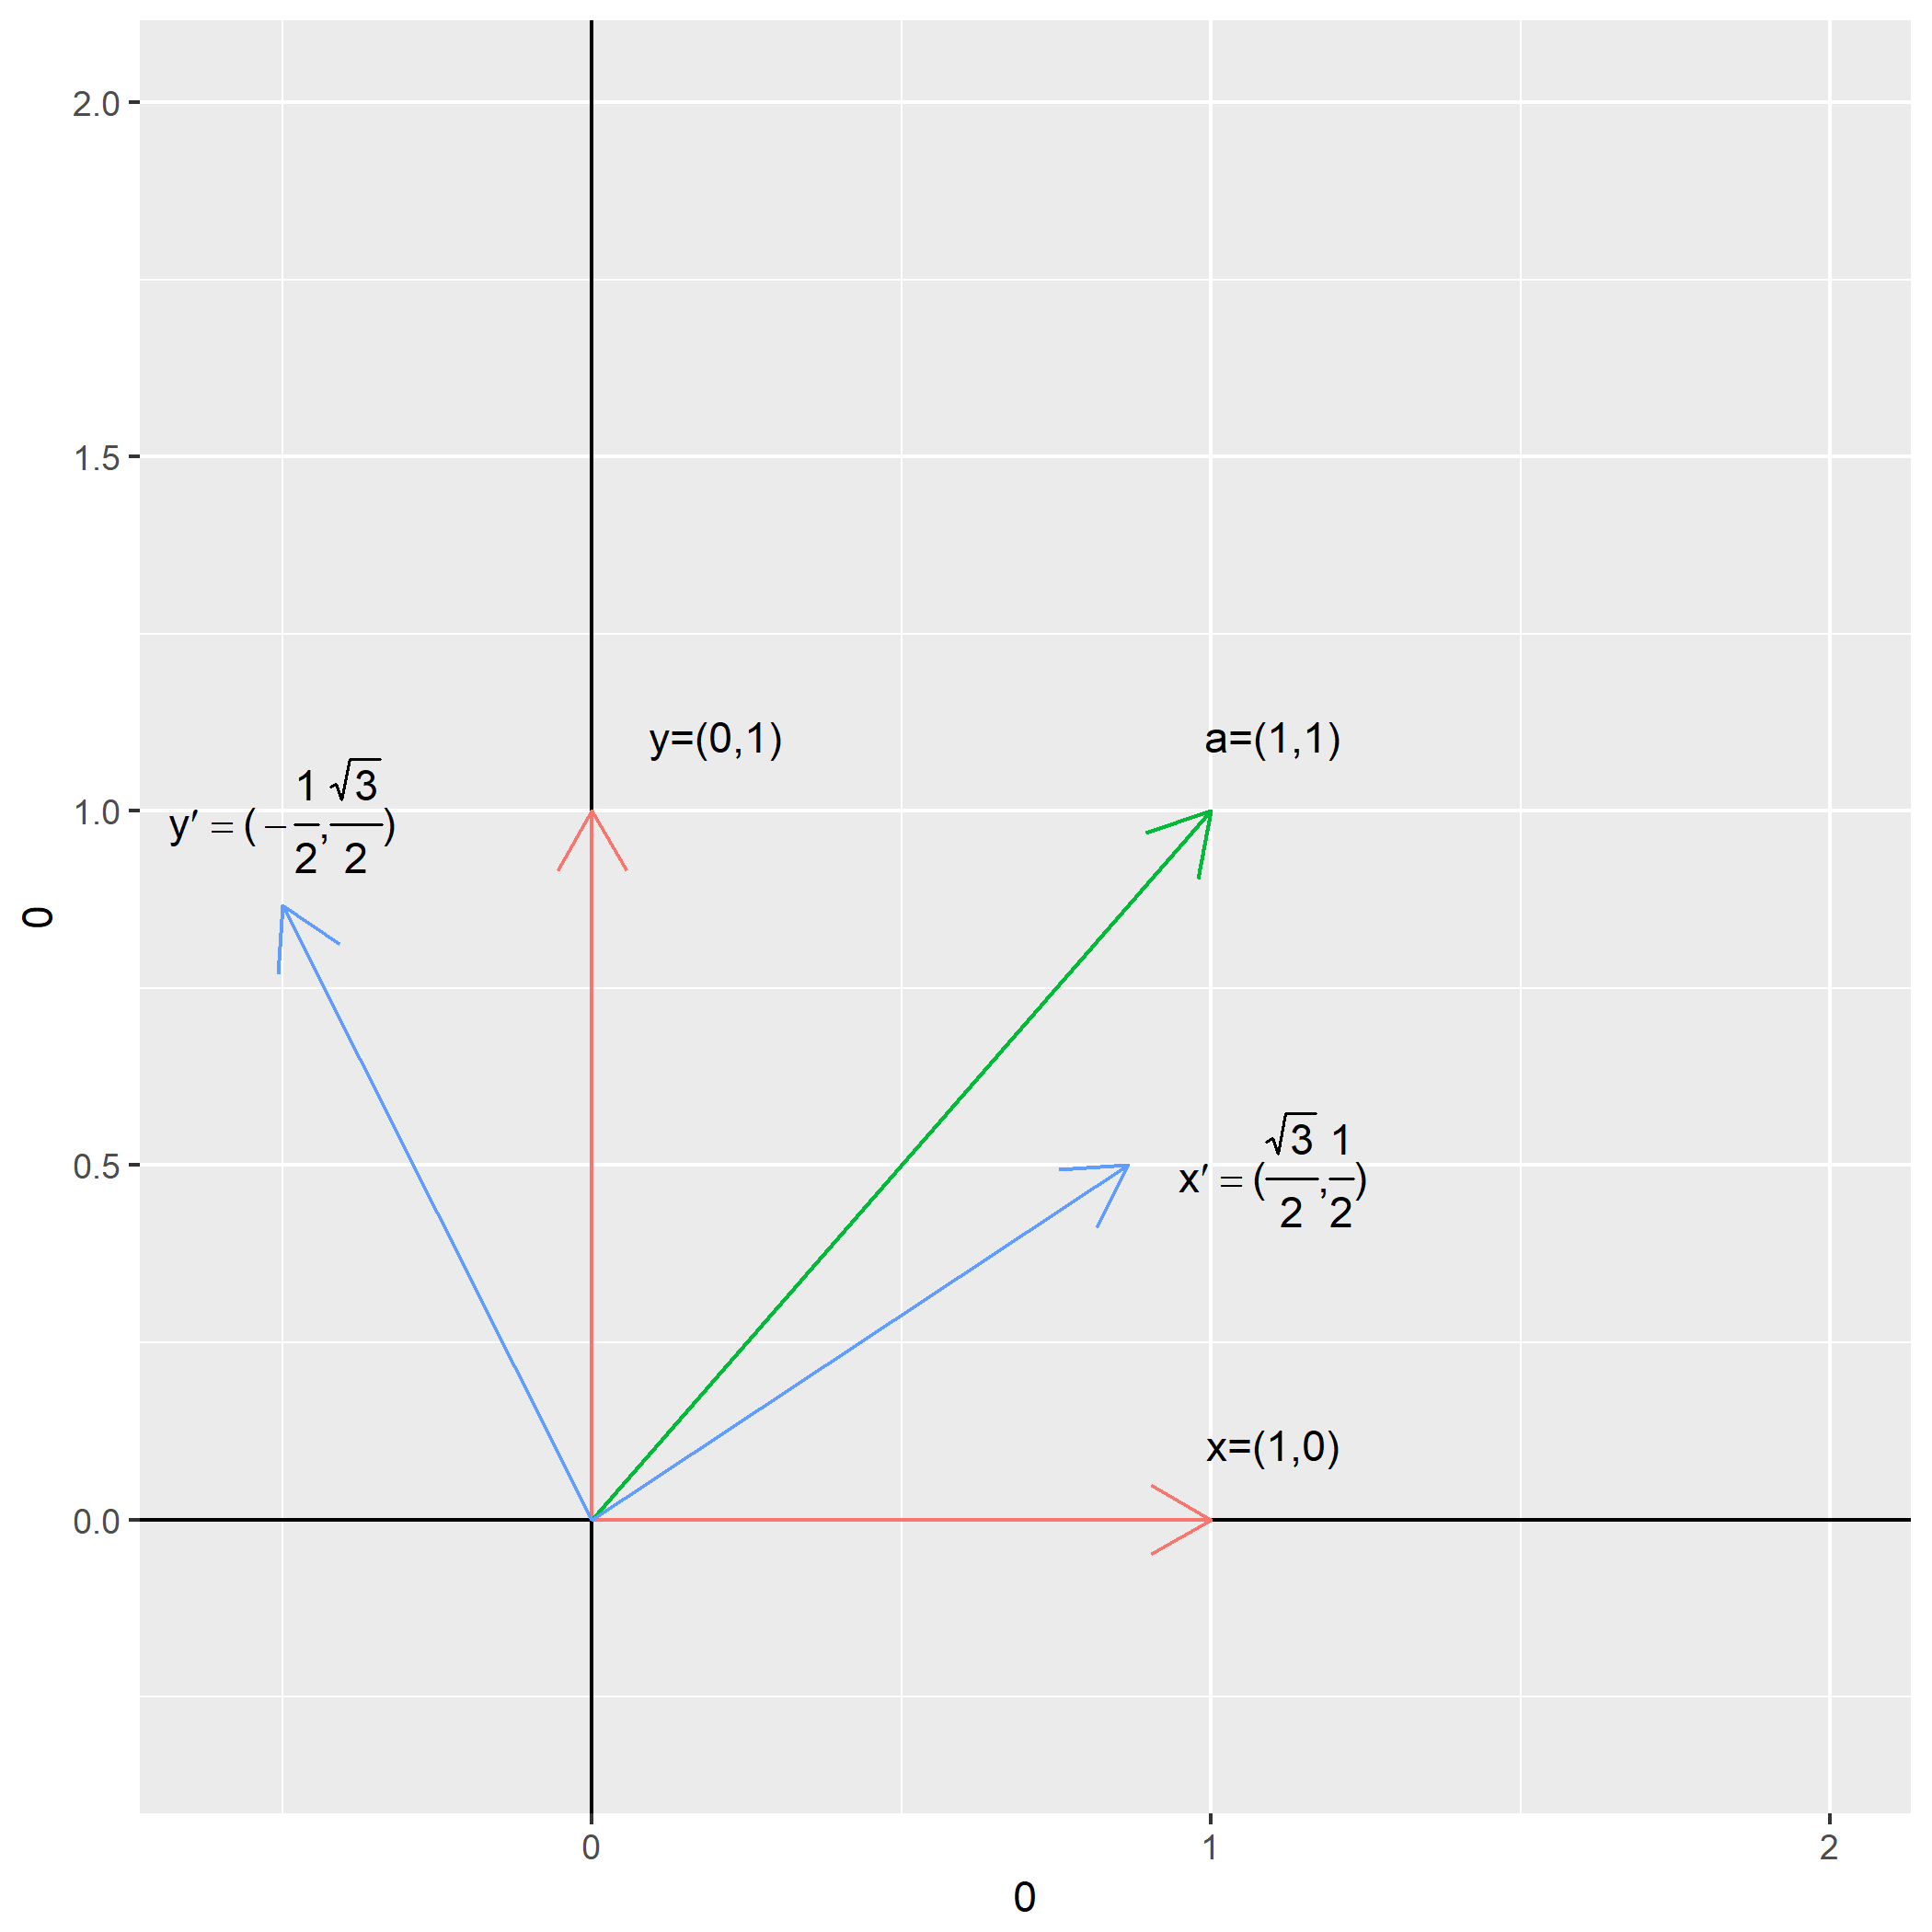 2.0
1.5
y=(0,1)
a=(1,1)
y′ = (−1/2,√3/2)
1.0
0
x′ = (√3/2,1/2)
0.5
x=(1,0)
0.0
0 1 2
0